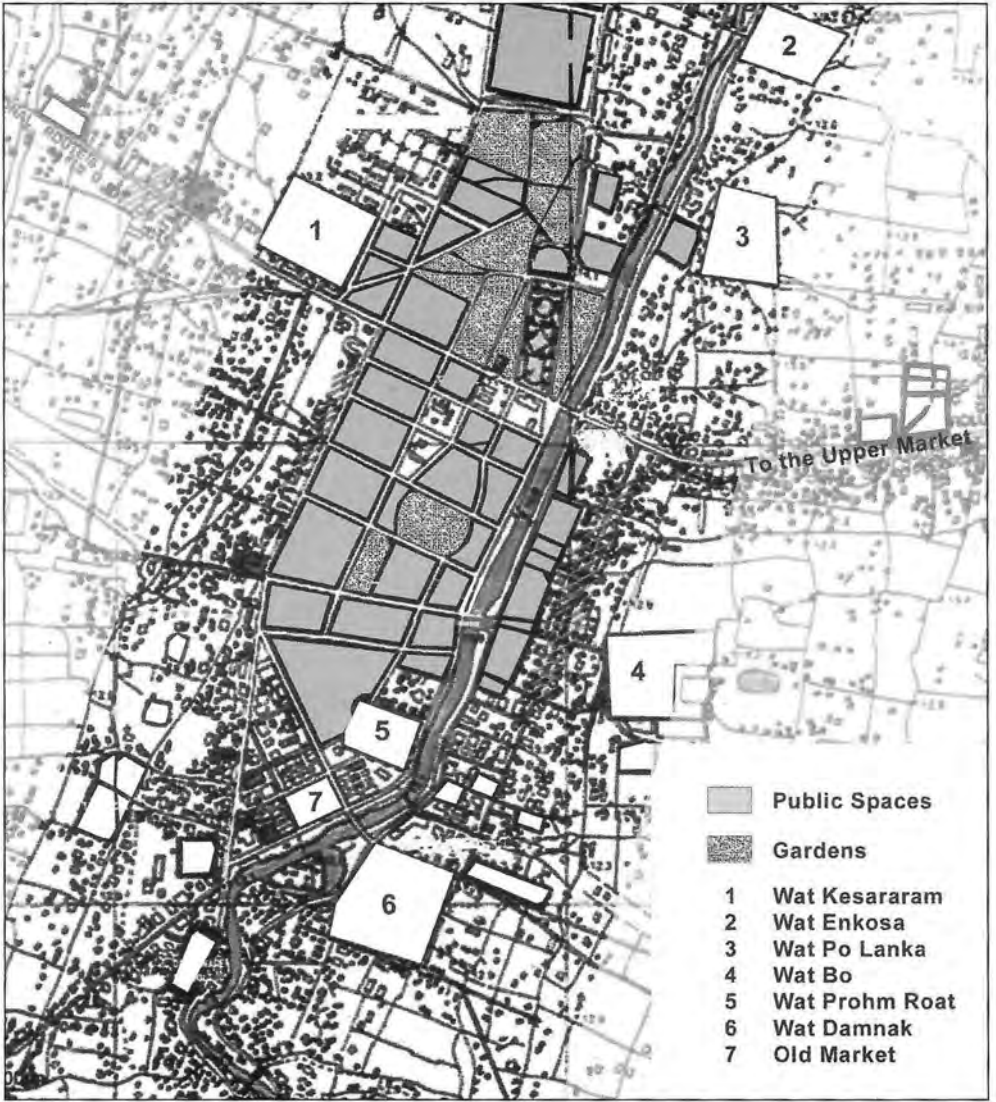 2
1
3
To the Upper Market
4
5
7
6
Public Spaces
Gardens
1 Wat Kesararam
2 Wat Enkosa
3 Wat Po Lanka
4 Wat Bo
5 Wat Prohm Roat
6 Wat Damnak
7 Old Market